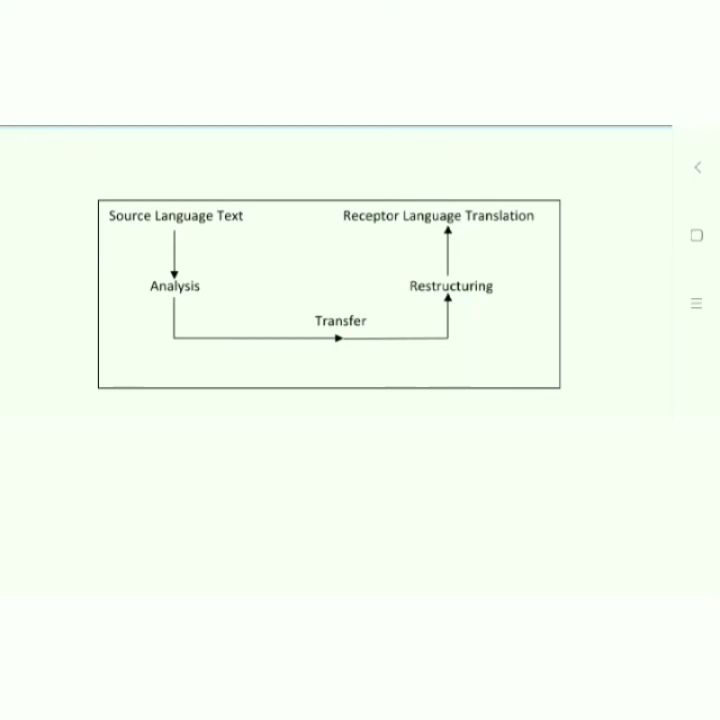 Source Language Text
Receptor Language Translation
Analysis
Restructuring
Transfer